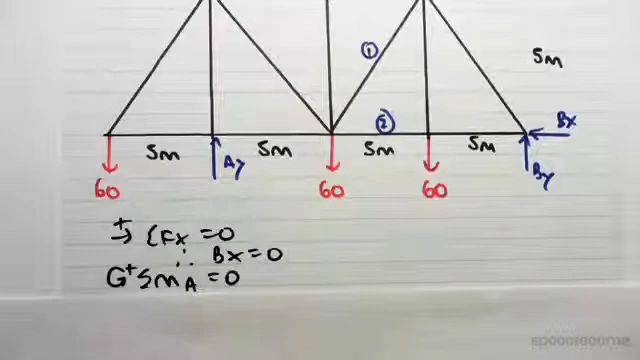 ①
5m
② Bx
5m Ay 5m 5m 5m
60 60 60 By
+→ ΣFx = 0
∴ Bx = 0
G+ ΣmA = 0